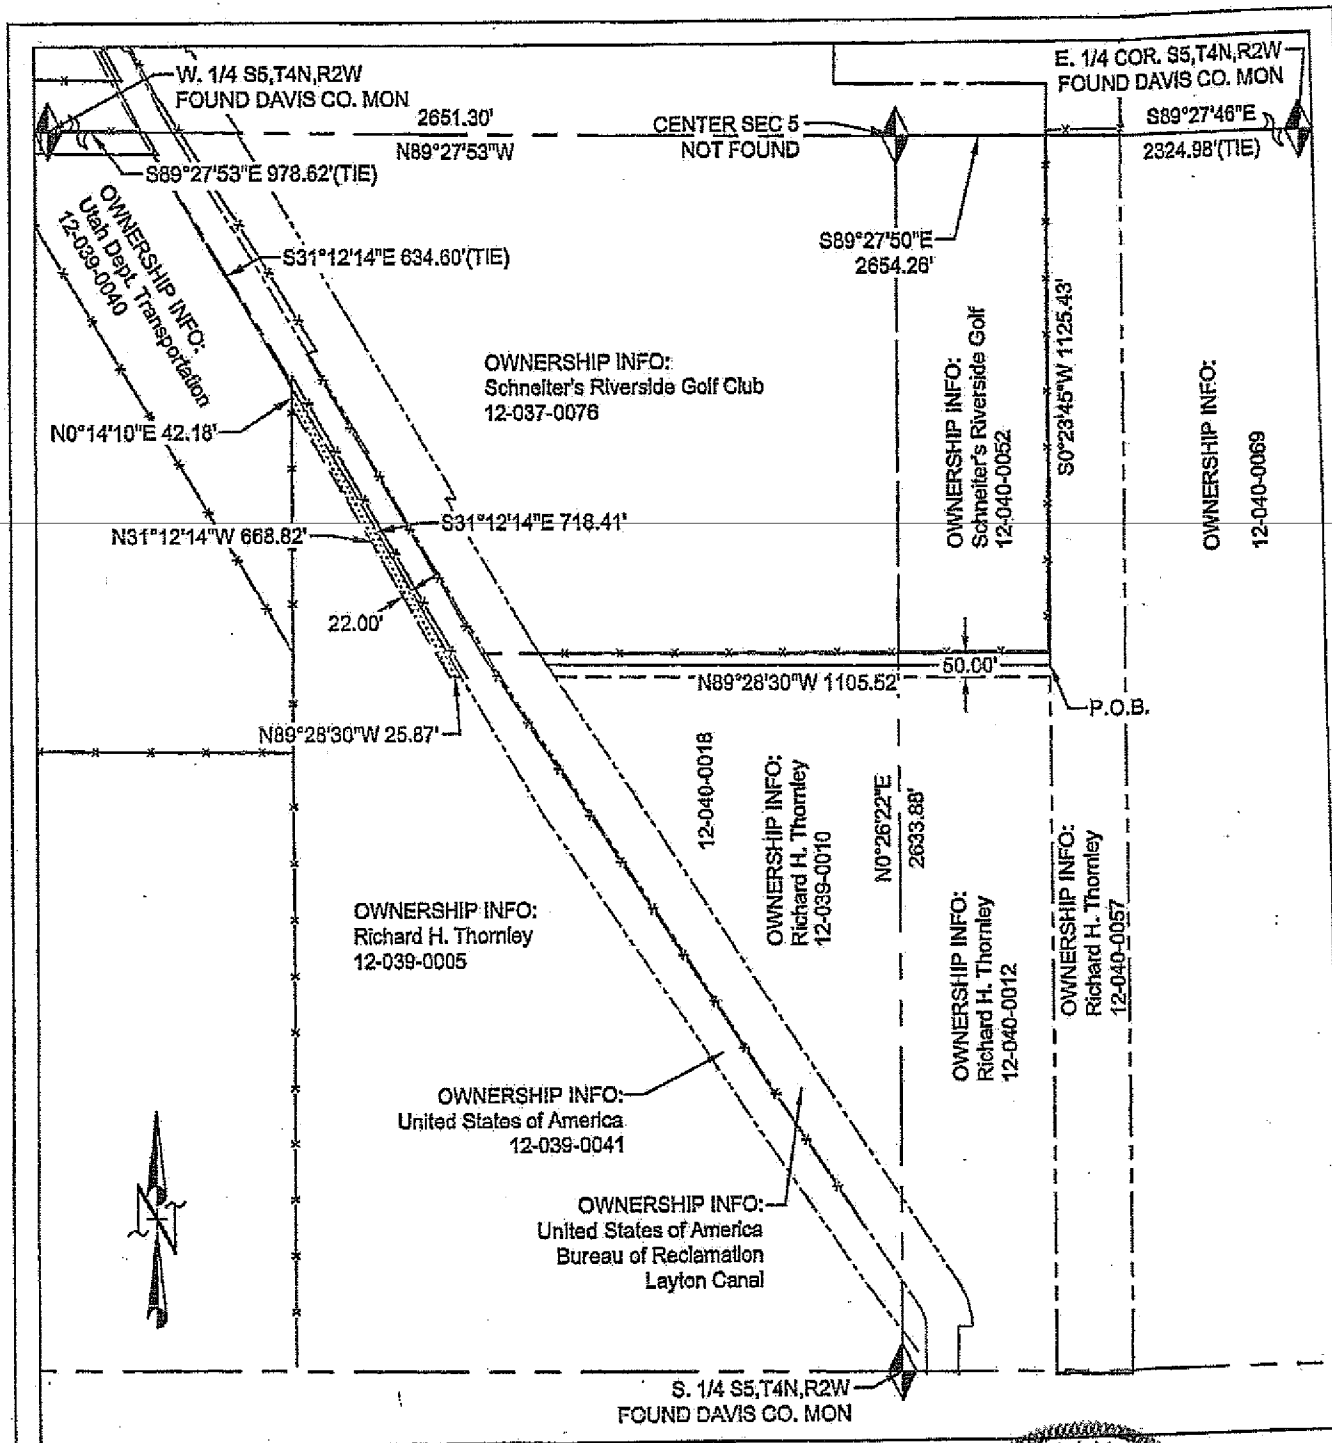 W. 1/4 S5,T4N,R2W
FOUND DAVIS CO. MON
2651.30'
N89°27'53"W
S89°27'53"E 978.62'(TIE)
CENTER SEC 5
NOT FOUND
E. 1/4 COR. S5,T4N,R2W
FOUND DAVIS CO. MON
S89°27'46"E
2324.98'(TIE)
S89°27'50"E
2654.26'
OWNERSHIP INFO:
Utah Dept. Transportation
12-039-0040
S31°12'14"E 634.60'(TIE)
OWNERSHIP INFO:
Schneiter's Riverside Golf Club
12-037-0076
OWNERSHIP INFO:
Schneiter's Riverside Golf
12-040-0052
S0°23'45"W 1125.43'
OWNERSHIP INFO:
12-040-0069
N0°14'10"E 42.18'
N31°12'14"W 668.82'
S31°12'14"E 718.41'
22.00'
50.00'
N89°28'30"W 1105.52'
P.O.B.
N89°28'30"W 25.87'
12-040-0018
OWNERSHIP INFO:
Richard H. Thornley
12-039-0010
N0°26'22"E
2633.88'
OWNERSHIP INFO:
Richard H. Thornley
12-040-0012
OWNERSHIP INFO:
Richard H. Thornley
12-040-0057
OWNERSHIP INFO:
Richard H. Thornley
12-039-0005
OWNERSHIP INFO:
United States of America
12-039-0041
OWNERSHIP INFO:
United States of America
Bureau of Reclamation
Layton Canal
S. 1/4 S5,T4N,R2W
FOUND DAVIS CO. MON